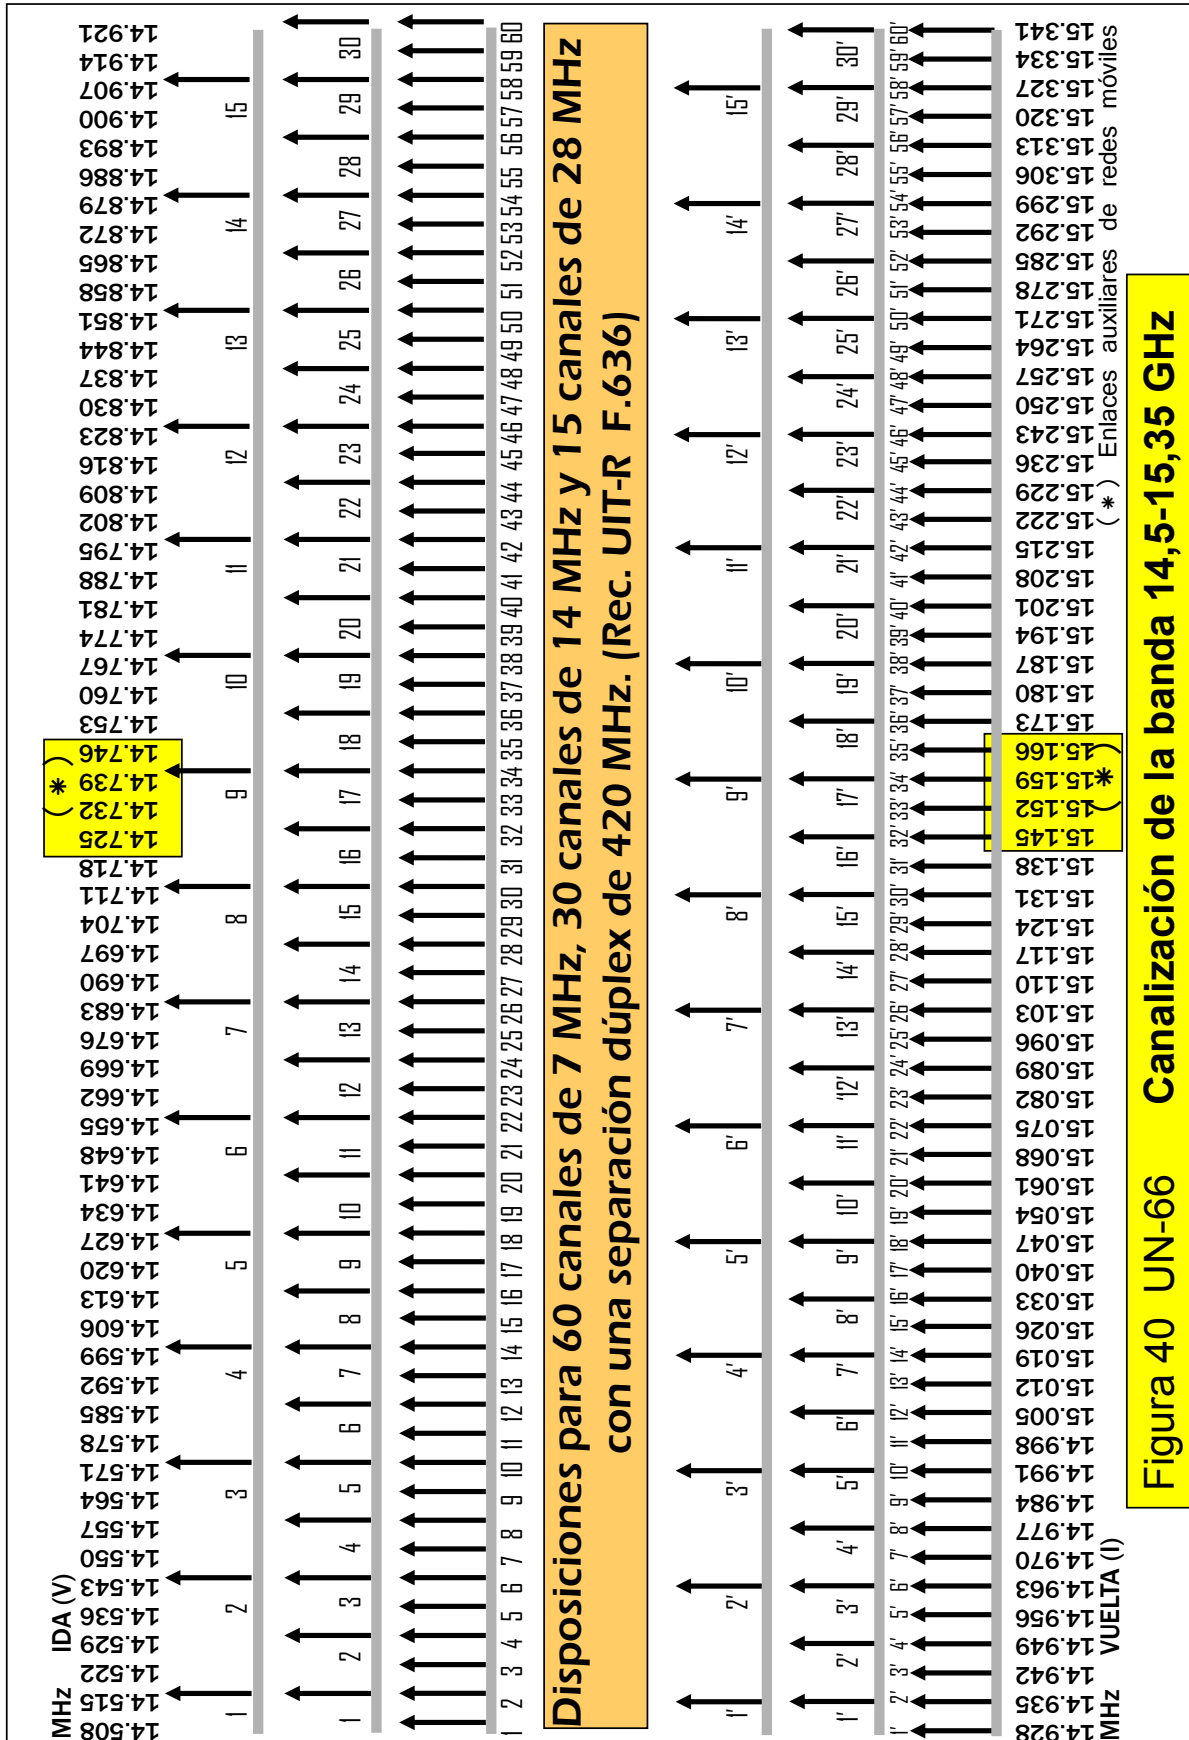 MHz IDA (V)
14.508 14.515 14.522 14.529 14.536 14.543 14.550 14.557 14.564 14.571 14.578 14.585 14.592 14.599 14.606 14.613 14.620 14.627 14.634 14.641 14.648 14.655 14.662 14.669 14.676 14.683 14.690 14.697 14.704 14.711 14.718 14.725 14.732 14.739 14.746 14.753 14.760 14.767 14.774 14.781 14.788 14.795 14.802 14.809 14.816 14.823 14.830 14.837 14.844 14.851 14.858 14.865 14.872 14.879 14.886 14.893 14.900 14.907 14.914 14.921
( * )
1 2 3 4 5 6 7 8 9 10 11 12 13 14 15
1 2 3 4 5 6 7 8 9 10 11 12 13 14 15 16 17 18 19 20 21 22 23 24 25 26 27 28 29 30
1 2 3 4 5 6 7 8 9 10 11 12 13 14 15 16 17 18 19 20 21 22 23 24 25 26 27 28 29 30 31 32 33 34 35 36 37 38 39 40 41 42 43 44 45 46 47 48 49 50 51 52 53 54 55 56 57 58 59 60
Disposiciones para 60 canales de 7 MHz, 30 canales de 14 MHz y 15 canales de 28 MHz
con una separación dúplex de 420 MHz. (Rec. UIT-R F.636)
1' 2' 3' 4' 5' 6' 7' 8' 9' 10' 11' 12' 13' 14' 15'
1' 2' 3' 4' 5' 6' 7' 8' 9' 10' 11' '12' 13' 14' 15' 16' 17' 18' 19' 20' 21' 22' 23' 24' 25' 26' 27' 28' 29' 30'
1' 2' 3' 4' 5' 6' 7' 8' 9' 10' 11' 12' 13' 14' 15' 16' 17' 18' 19' 20' 21' 22' 23' 24' 25' 26' 27' 28' 29' 30' 31' 32' 33' 34' 35' 36' 37' 38' 39' 40' 41' 42' 43' 44' 45' 46' 47' 48' 49' 50' 51' 52' 53' 54' 55' 56' 57' 58' 59' 60'
14.928 14.935 14.942 14.949 14.956 14.963 14.970 14.977 14.984 14.991 14.998 15.005 15.012 15.019 15.026 15.033 15.040 15.047 15.054 15.061 15.068 15.075 15.082 15.089 15.096 15.103 15.110 15.117 15.124 15.131 15.138 15.145 15.152 15.159 15.166 15.173 15.180 15.187 15.194 15.201 15.208 15.215 15.222 15.229 15.236 15.243 15.250 15.257 15.264 15.271 15.278 15.285 15.292 15.299 15.306 15.313 15.320 15.327 15.334 15.341
MHz VUELTA (I)
( * )
( * ) Enlaces auxiliares de redes móviles
Figura 40 UN-66 Canalización de la banda 14,5-15,35 GHz